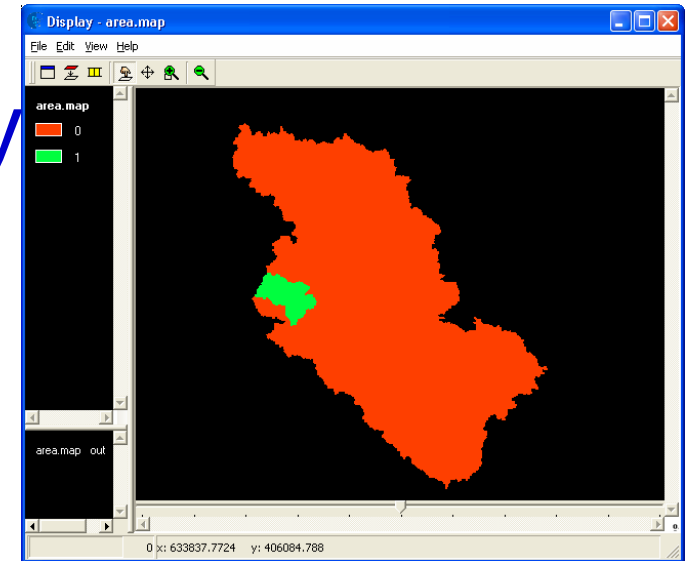 Display - area.map
File Edit View Help
area.map
0
1
area.map out
0 x: 633837.7724 y: 406084.788
y